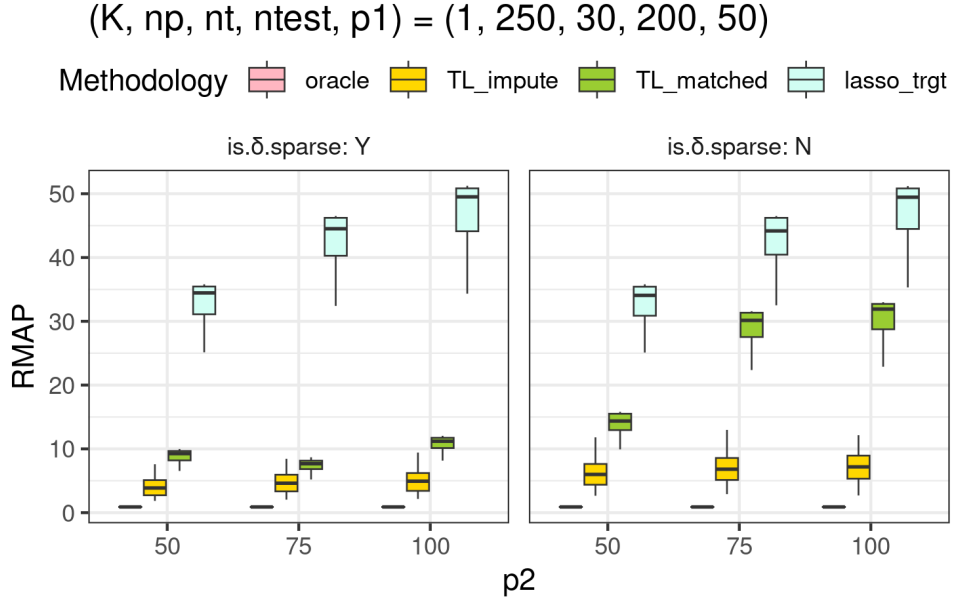 (K, np, nt, ntest, p1) = (1, 250, 30, 200, 50)
Methodology oracle TL_impute TL_matched lasso_trgt
is.δ.sparse: Y is.δ.sparse: N
50
40
30
20
10
0
RMAP
50 75 100 50 75 100
p2